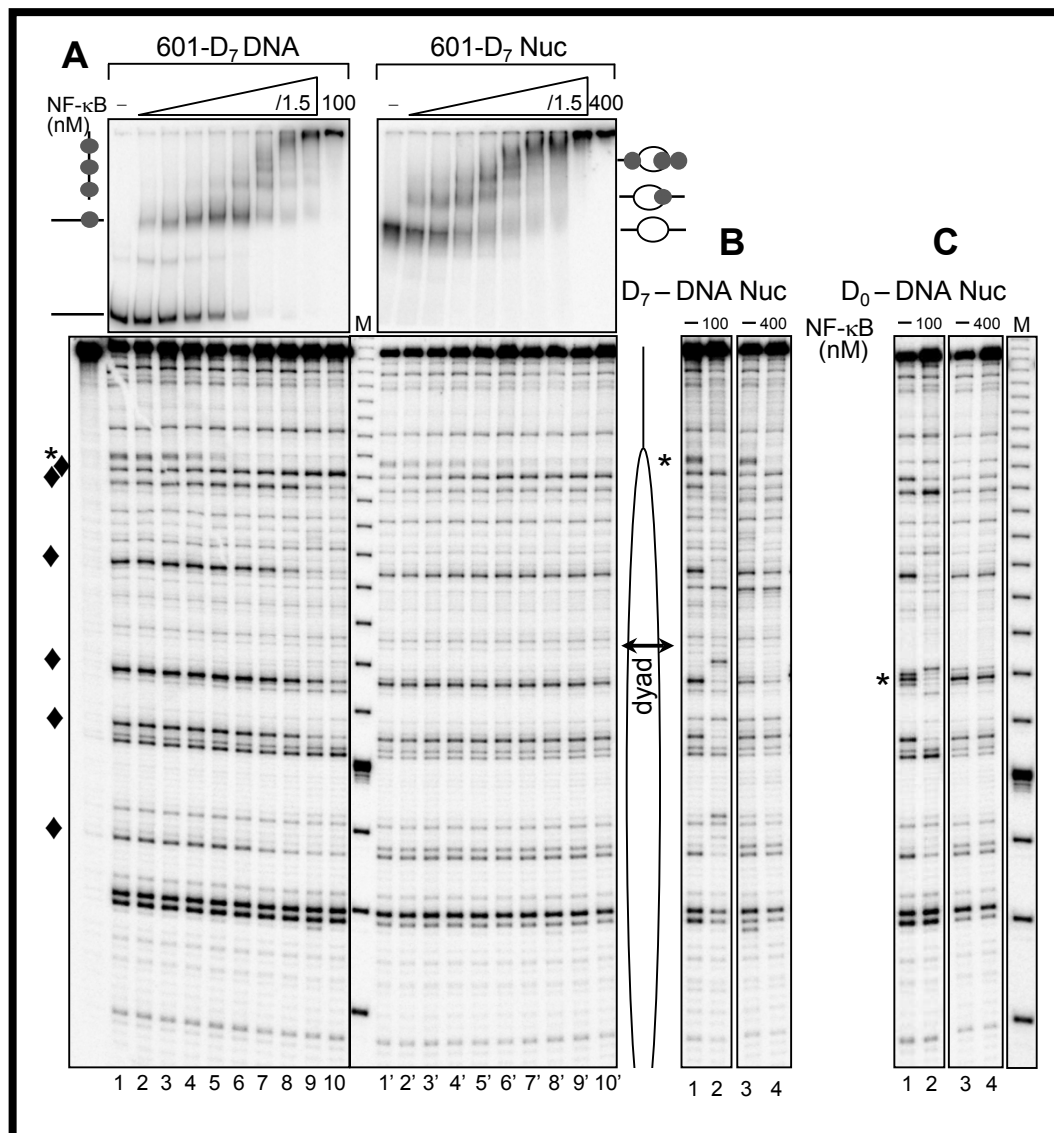 A
601-D7 DNA
601-D7 Nuc
NF-κB
(nM)
–
/1.5
100
–
/1.5
400
B
C
D7 – DNA Nuc
D0 – DNA Nuc
M
– 100
– 400
NF-κB
(nM)
– 100
– 400
M
*
*
*
dyad
1 2 3 4 5 6 7 8 9 10
1’ 2’ 3’ 4’ 5’ 6’ 7’ 8’ 9’ 10’
1 2 3 4
1 2 3 4